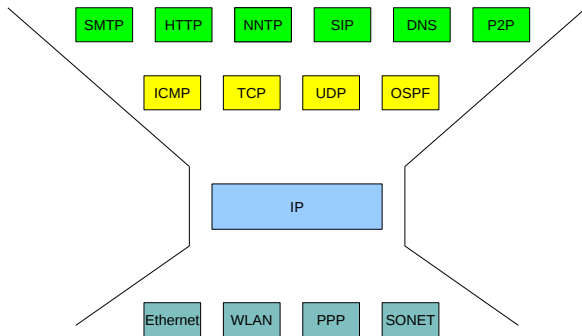 SMTP HTTP NNTP SIP DNS P2P
ICMP TCP UDP OSPF
IP
Ethernet WLAN PPP SONET